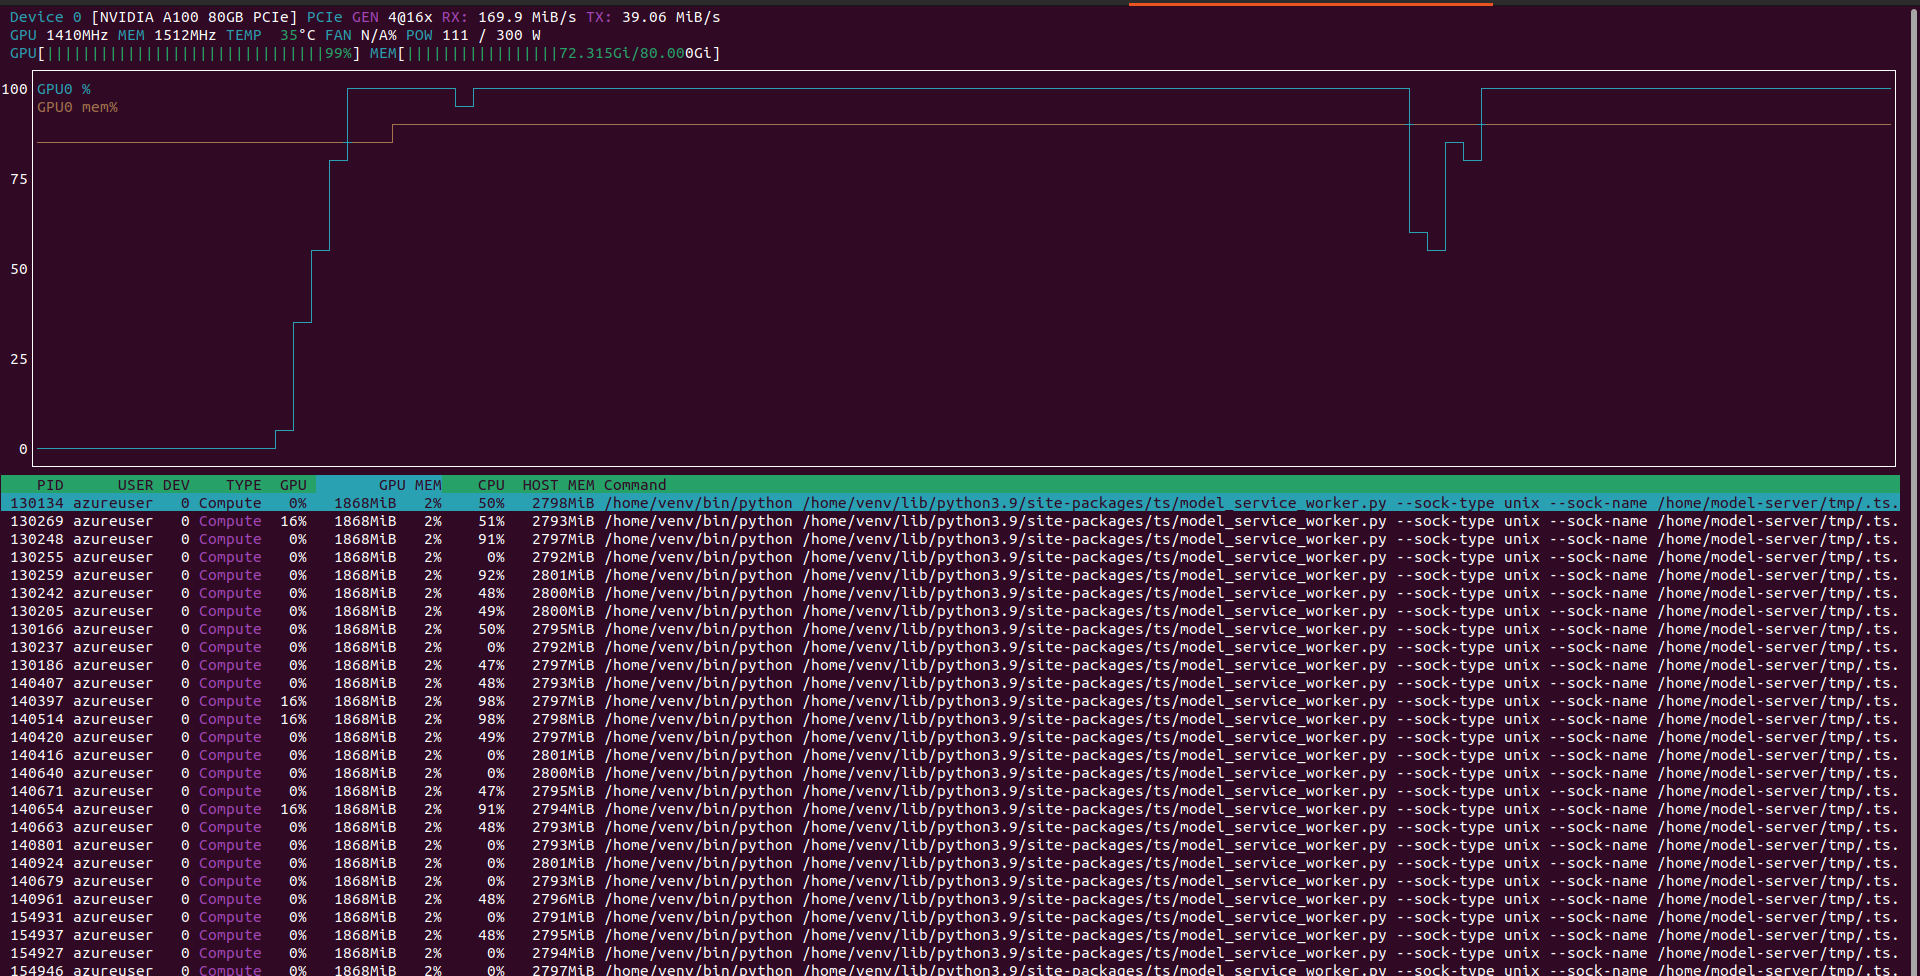 Device 0 [NVIDIA A100 80GB PCIe] PCIe GEN 4@16x RX: 169.9 MiB/s TX: 39.06 MiB/s
GPU 1410MHz MEM 1512MHz TEMP  35°C FAN N/A% POW 111 / 300 W
GPU[|||||||||||||||||||||||||||||||99%] MEM[|||||||||||||||||72.315Gi/80.000Gi]
100
GPU0 %
GPU0 mem%
75
50
25
0
PID USER DEV TYPE GPU GPU MEM CPU HOST MEM Command
130134 azureuser 0 Compute 0% 1868MiB 2% 50% 2798MiB /home/venv/bin/python /home/venv/lib/python3.9/site-packages/ts/model_service_worker.py --sock-type unix --sock-name /home/model-server/tmp/.ts.
130269 azureuser 0 Compute 16% 1868MiB 2% 51% 2793MiB /home/venv/bin/python /home/venv/lib/python3.9/site-packages/ts/model_service_worker.py --sock-type unix --sock-name /home/model-server/tmp/.ts.
130248 azureuser 0 Compute 0% 1868MiB 2% 91% 2797MiB /home/venv/bin/python /home/venv/lib/python3.9/site-packages/ts/model_service_worker.py --sock-type unix --sock-name /home/model-server/tmp/.ts.
130255 azureuser 0 Compute 0% 1868MiB 2% 0% 2792MiB /home/venv/bin/python /home/venv/lib/python3.9/site-packages/ts/model_service_worker.py --sock-type unix --sock-name /home/model-server/tmp/.ts.
130259 azureuser 0 Compute 0% 1868MiB 2% 92% 2801MiB /home/venv/bin/python /home/venv/lib/python3.9/site-packages/ts/model_service_worker.py --sock-type unix --sock-name /home/model-server/tmp/.ts.
130242 azureuser 0 Compute 0% 1868MiB 2% 48% 2800MiB /home/venv/bin/python /home/venv/lib/python3.9/site-packages/ts/model_service_worker.py --sock-type unix --sock-name /home/model-server/tmp/.ts.
130205 azureuser 0 Compute 0% 1868MiB 2% 49% 2800MiB /home/venv/bin/python /home/venv/lib/python3.9/site-packages/ts/model_service_worker.py --sock-type unix --sock-name /home/model-server/tmp/.ts.
130166 azureuser 0 Compute 0% 1868MiB 2% 50% 2795MiB /home/venv/bin/python /home/venv/lib/python3.9/site-packages/ts/model_service_worker.py --sock-type unix --sock-name /home/model-server/tmp/.ts.
130237 azureuser 0 Compute 0% 1868MiB 2% 0% 2792MiB /home/venv/bin/python /home/venv/lib/python3.9/site-packages/ts/model_service_worker.py --sock-type unix --sock-name /home/model-server/tmp/.ts.
130186 azureuser 0 Compute 0% 1868MiB 2% 47% 2797MiB /home/venv/bin/python /home/venv/lib/python3.9/site-packages/ts/model_service_worker.py --sock-type unix --sock-name /home/model-server/tmp/.ts.
140407 azureuser 0 Compute 0% 1868MiB 2% 48% 2793MiB /home/venv/bin/python /home/venv/lib/python3.9/site-packages/ts/model_service_worker.py --sock-type unix --sock-name /home/model-server/tmp/.ts.
140397 azureuser 0 Compute 16% 1868MiB 2% 98% 2797MiB /home/venv/bin/python /home/venv/lib/python3.9/site-packages/ts/model_service_worker.py --sock-type unix --sock-name /home/model-server/tmp/.ts.
140514 azureuser 0 Compute 16% 1868MiB 2% 98% 2798MiB /home/venv/bin/python /home/venv/lib/python3.9/site-packages/ts/model_service_worker.py --sock-type unix --sock-name /home/model-server/tmp/.ts.
140420 azureuser 0 Compute 0% 1868MiB 2% 49% 2797MiB /home/venv/bin/python /home/venv/lib/python3.9/site-packages/ts/model_service_worker.py --sock-type unix --sock-name /home/model-server/tmp/.ts.
140416 azureuser 0 Compute 0% 1868MiB 2% 0% 2801MiB /home/venv/bin/python /home/venv/lib/python3.9/site-packages/ts/model_service_worker.py --sock-type unix --sock-name /home/model-server/tmp/.ts.
140640 azureuser 0 Compute 0% 1868MiB 2% 0% 2800MiB /home/venv/bin/python /home/venv/lib/python3.9/site-packages/ts/model_service_worker.py --sock-type unix --sock-name /home/model-server/tmp/.ts.
140671 azureuser 0 Compute 0% 1868MiB 2% 47% 2795MiB /home/venv/bin/python /home/venv/lib/python3.9/site-packages/ts/model_service_worker.py --sock-type unix --sock-name /home/model-server/tmp/.ts.
140654 azureuser 0 Compute 16% 1868MiB 2% 91% 2794MiB /home/venv/bin/python /home/venv/lib/python3.9/site-packages/ts/model_service_worker.py --sock-type unix --sock-name /home/model-server/tmp/.ts.
140663 azureuser 0 Compute 0% 1868MiB 2% 48% 2793MiB /home/venv/bin/python /home/venv/lib/python3.9/site-packages/ts/model_service_worker.py --sock-type unix --sock-name /home/model-server/tmp/.ts.
140801 azureuser 0 Compute 0% 1868MiB 2% 0% 2793MiB /home/venv/bin/python /home/venv/lib/python3.9/site-packages/ts/model_service_worker.py --sock-type unix --sock-name /home/model-server/tmp/.ts.
140924 azureuser 0 Compute 0% 1868MiB 2% 0% 2801MiB /home/venv/bin/python /home/venv/lib/python3.9/site-packages/ts/model_service_worker.py --sock-type unix --sock-name /home/model-server/tmp/.ts.
140679 azureuser 0 Compute 0% 1868MiB 2% 0% 2793MiB /home/venv/bin/python /home/venv/lib/python3.9/site-packages/ts/model_service_worker.py --sock-type unix --sock-name /home/model-server/tmp/.ts.
140961 azureuser 0 Compute 0% 1868MiB 2% 48% 2796MiB /home/venv/bin/python /home/venv/lib/python3.9/site-packages/ts/model_service_worker.py --sock-type unix --sock-name /home/model-server/tmp/.ts.
154931 azureuser 0 Compute 0% 1868MiB 2% 0% 2791MiB /home/venv/bin/python /home/venv/lib/python3.9/site-packages/ts/model_service_worker.py --sock-type unix --sock-name /home/model-server/tmp/.ts.
154937 azureuser 0 Compute 0% 1868MiB 2% 48% 2795MiB /home/venv/bin/python /home/venv/lib/python3.9/site-packages/ts/model_service_worker.py --sock-type unix --sock-name /home/model-server/tmp/.ts.
154927 azureuser 0 Compute 0% 1868MiB 2% 0% 2794MiB /home/venv/bin/python /home/venv/lib/python3.9/site-packages/ts/model_service_worker.py --sock-type unix --sock-name /home/model-server/tmp/.ts.
154946 azureuser 0 Compute 0% 1868MiB 2% 0% 2797MiB /home/venv/bin/python /home/venv/lib/python3.9/site-packages/ts/model_service_worker.py --sock-type unix --sock-name /home/model-server/tmp/.ts.